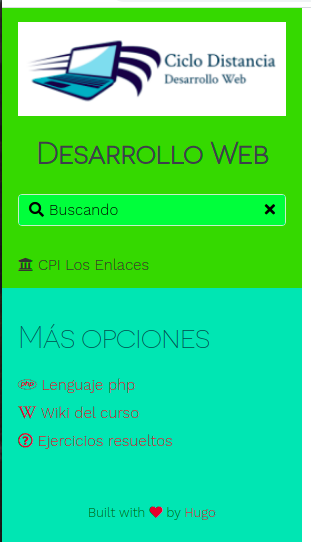 Ciclo Distancia
Desarrollo Web
Desarrollo Web
Buscando
CPI Los Enlaces
Más opciones
php Lenguaje php
W Wiki del curso
Ejercicios resueltos
Built with ❤ by Hugo